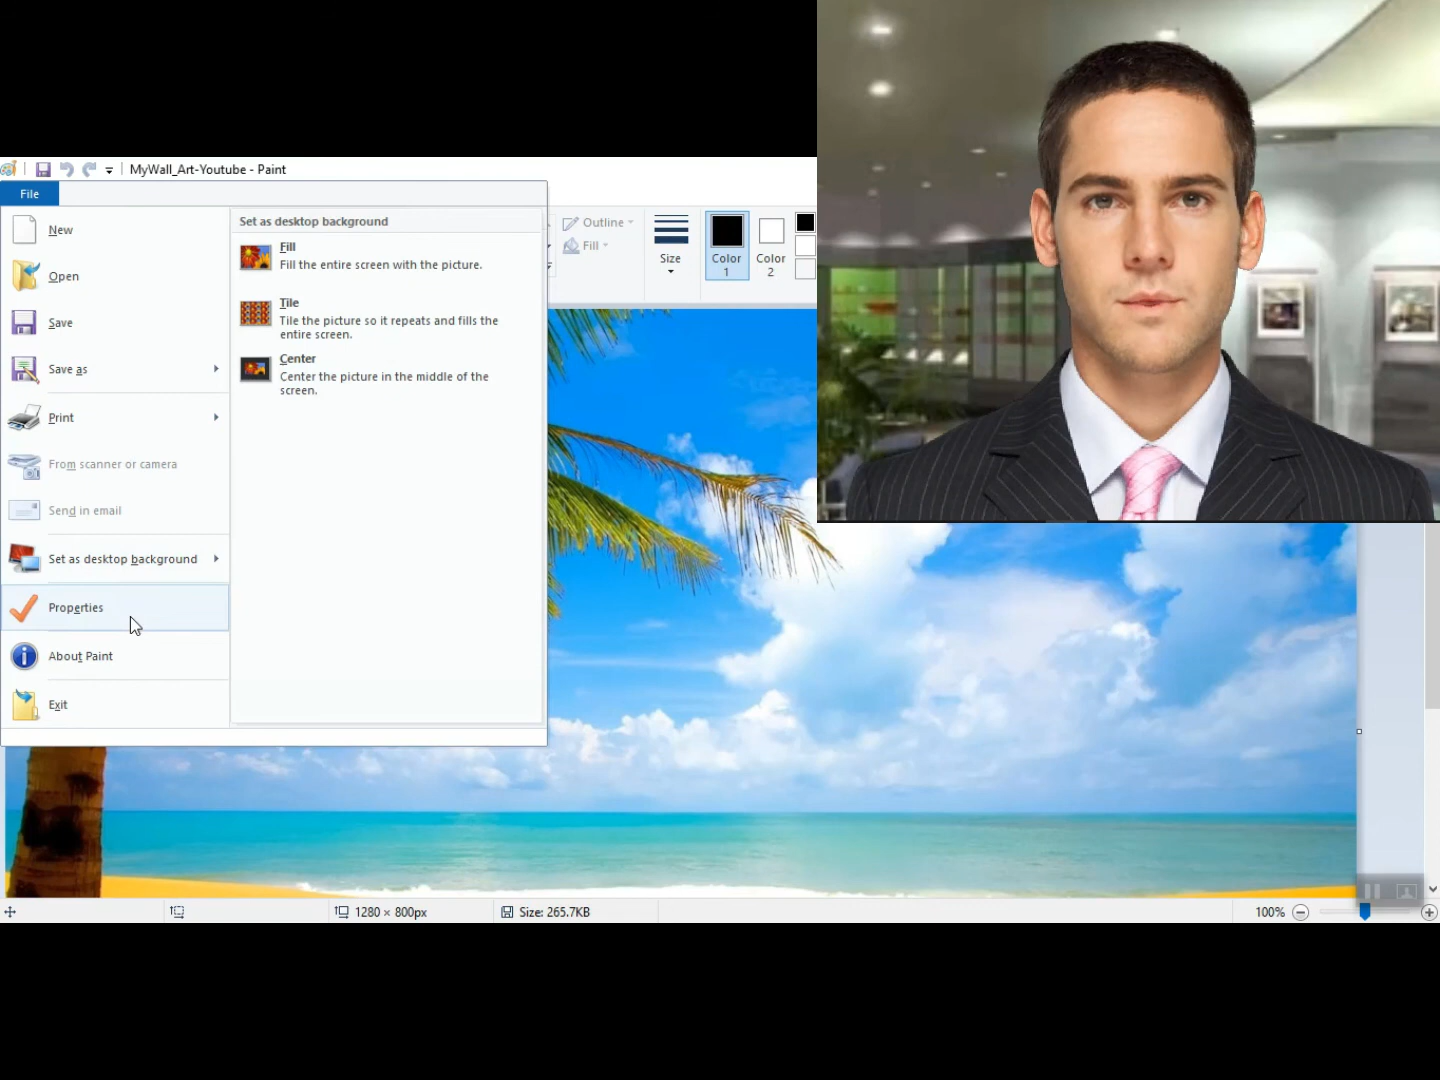 MyWall_Art-Youtube - Paint
File
New
Open
Save
Save as
Print
From scanner or camera
Send in email
Set as desktop background
Properties
About Paint
Exit
Set as desktop background
Fill
Fill the entire screen with the picture.
Tile
Tile the picture so it repeats and fills the
entire screen.
Center
Center the picture in the middle of the
screen.
Outline
Fill
Size
Color
1
Color
2
1280 × 800px
Size: 265.7KB
100%